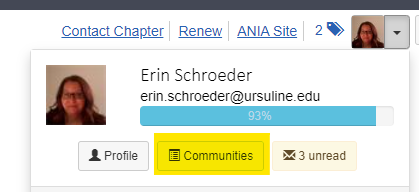 Contact Chapter Renew ANIA Site 2
Erin Schroeder
erin.schroeder@ursuline.edu
93%
Profile Communities 3 unread